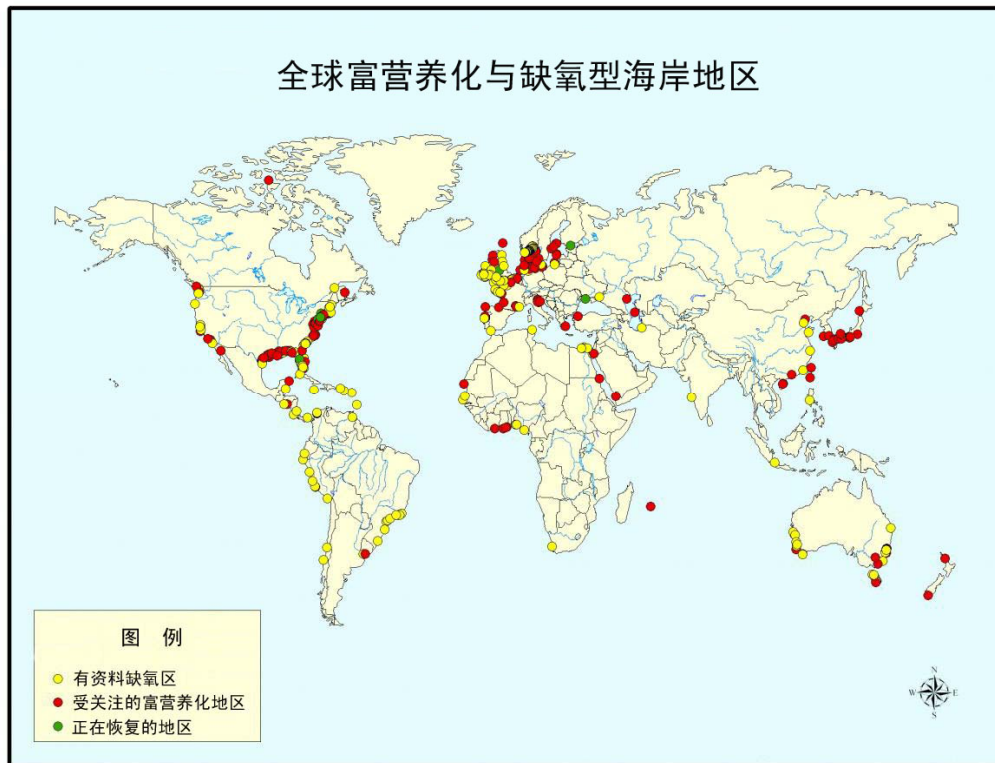 全球富营养化与缺氧型海岸地区
图 例
有资料缺氧区
受关注的富营养化地区
正在恢复的地区
N
W E
S